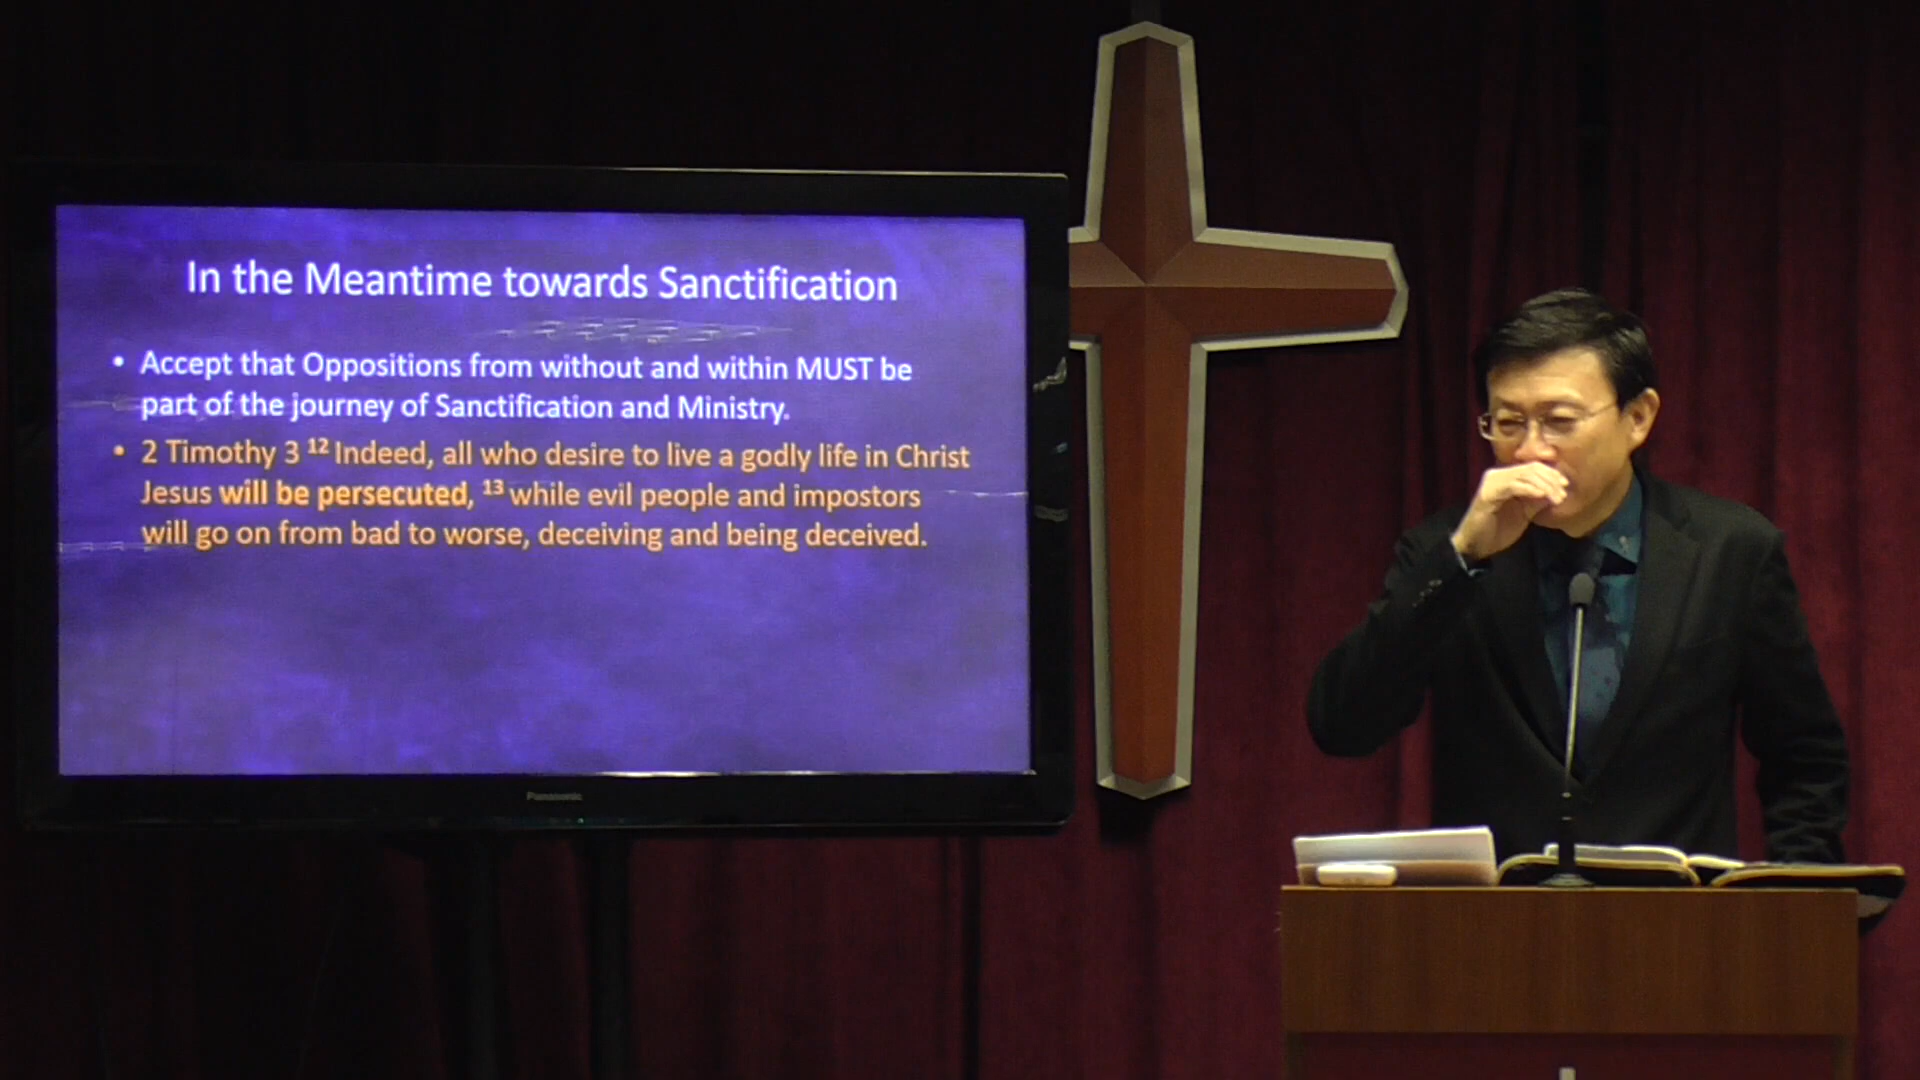 In the Meantime towards Sanctification
• Accept that Oppositions from without and within MUST be
part of the journey of Sanctification and Ministry.
• 2 Timothy 3 ¹² Indeed, all who desire to live a godly life in Christ
Jesus will be persecuted, ¹³ while evil people and impostors
will go on from bad to worse, deceiving and being deceived.
Panasonic